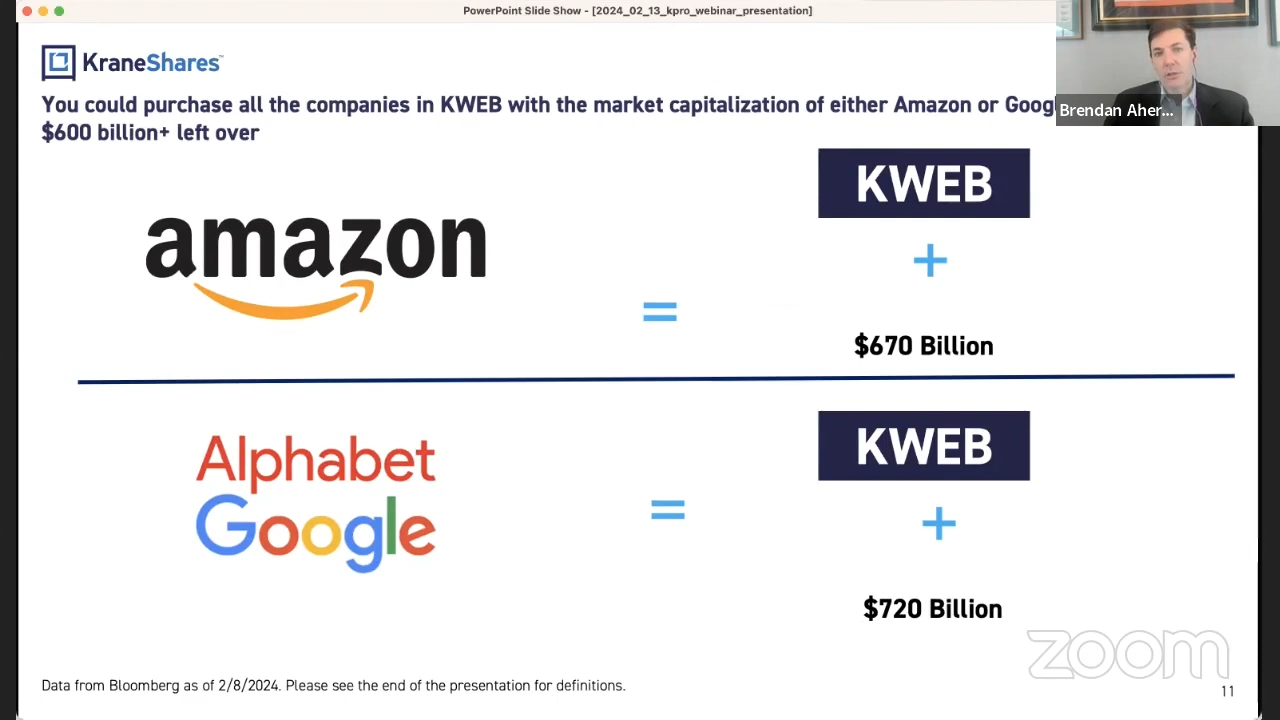 PowerPoint Slide Show - [2024_02_13_kpro_webinar_presentation]
KraneShares™
You could purchase all the companies in KWEB with the market capitalization of either Amazon or Goog
$600 billion+ left over
Brendan Aher...
amazon
=
KWEB
+
$670 Billion
Alphabet
Google
=
KWEB
+
$720 Billion
zoom
Data from Bloomberg as of 2/8/2024. Please see the end of the presentation for definitions.
11